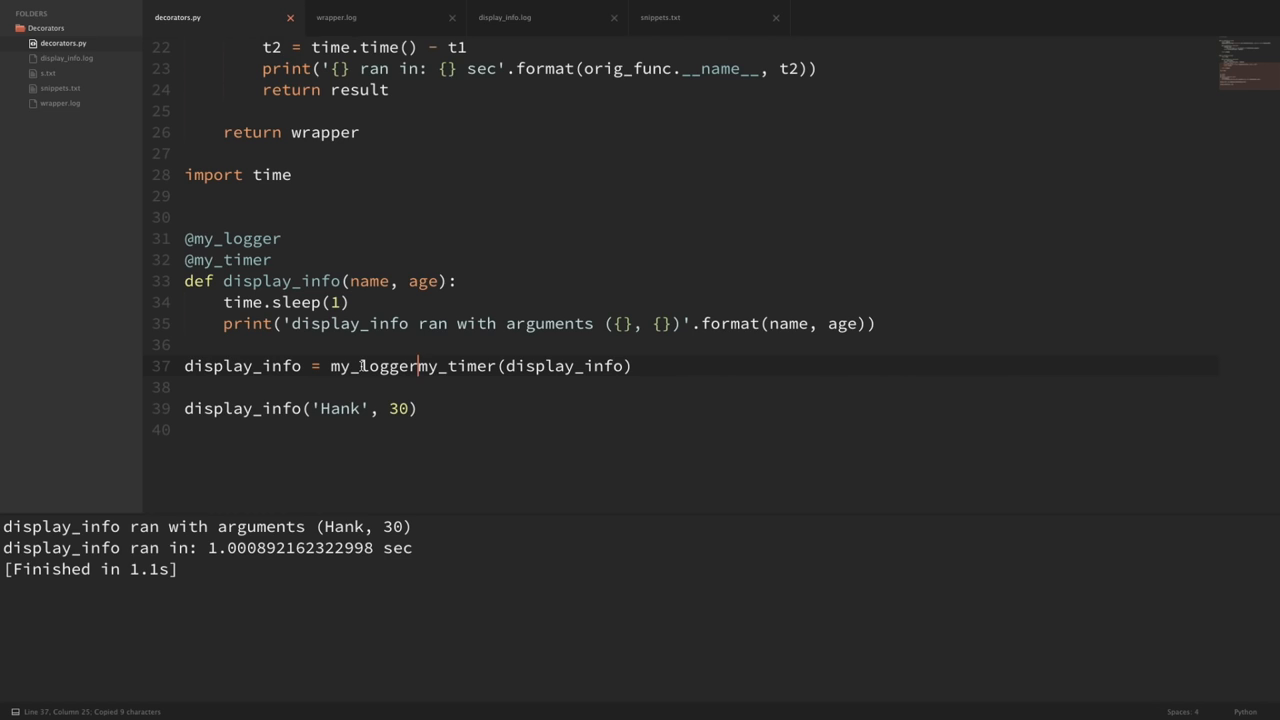 FOLDERS
Decorators
decorators.py
display_info.log
s.txt
snippets.txt
wrapper.log
decorators.py
wrapper.log
display_info.log
snippets.txt
22 t2 = time.time() - t1
23 print('{} ran in: {} sec'.format(orig_func.__name__, t2))
24 return result
25
26 return wrapper
27
28 import time
29
30
31 @my_logger
32 @my_timer
33 def display_info(name, age):
34 time.sleep(1)
35 print('display_info ran with arguments ({}, {})'.format(name, age))
36
37 display_info = my_loggermy_timer(display_info)
38
39 display_info('Hank', 30)
40
display_info ran with arguments (Hank, 30)
display_info ran in: 1.000892162322998 sec
[Finished in 1.1s]
Line 37, Column 25; Copied 9 characters
Spaces: 4
Python